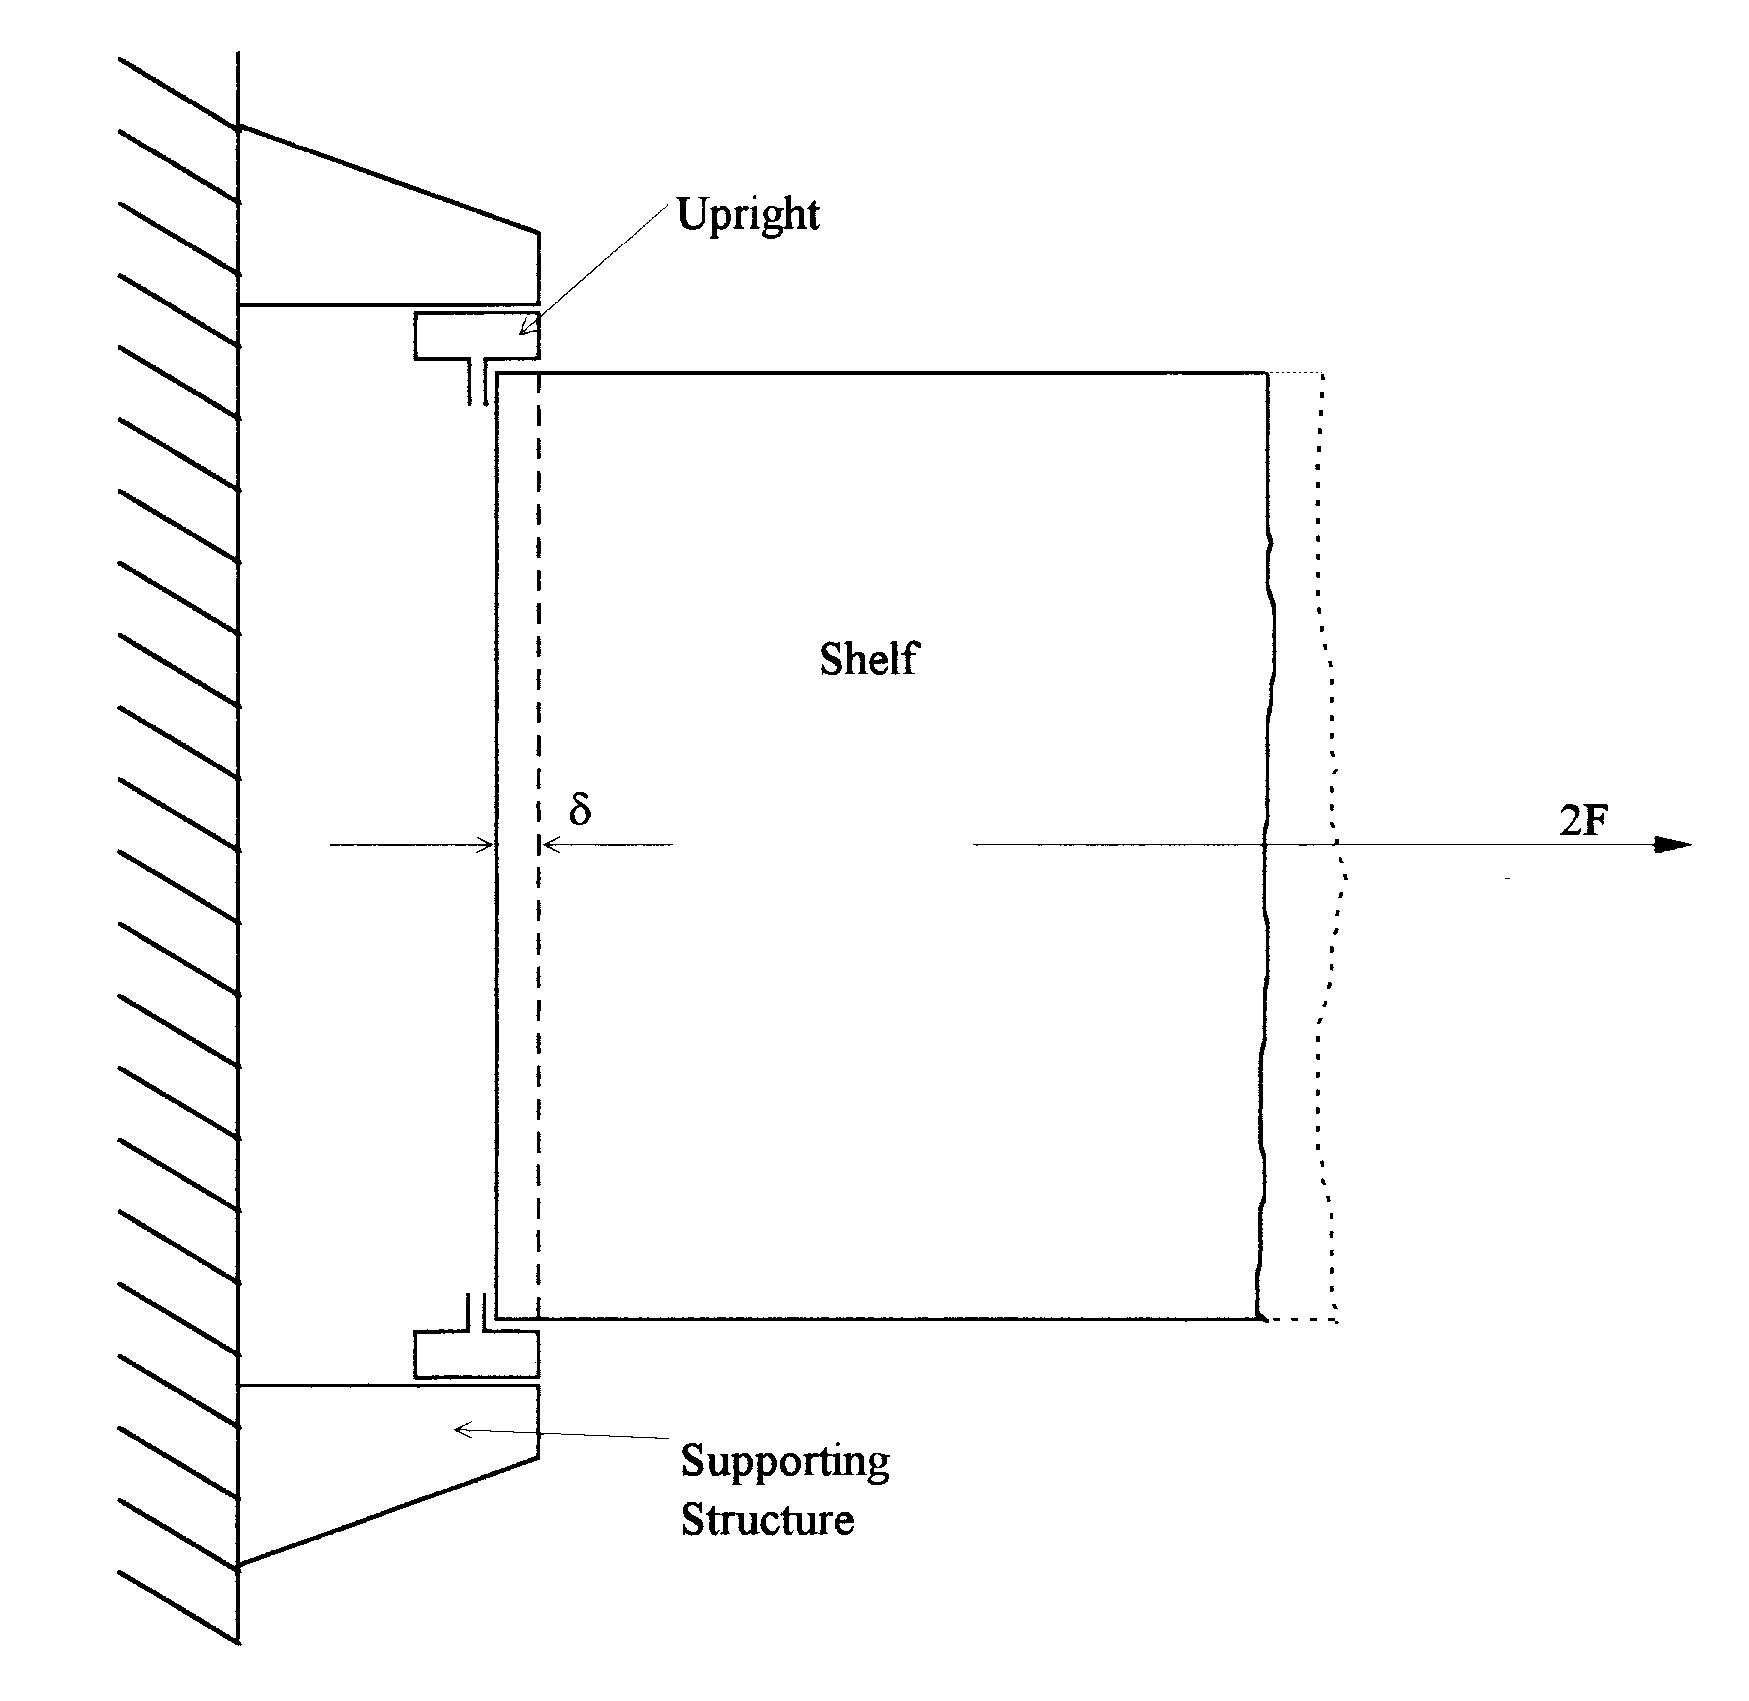 Upright
Shelf
δ
2F
Supporting
Structure